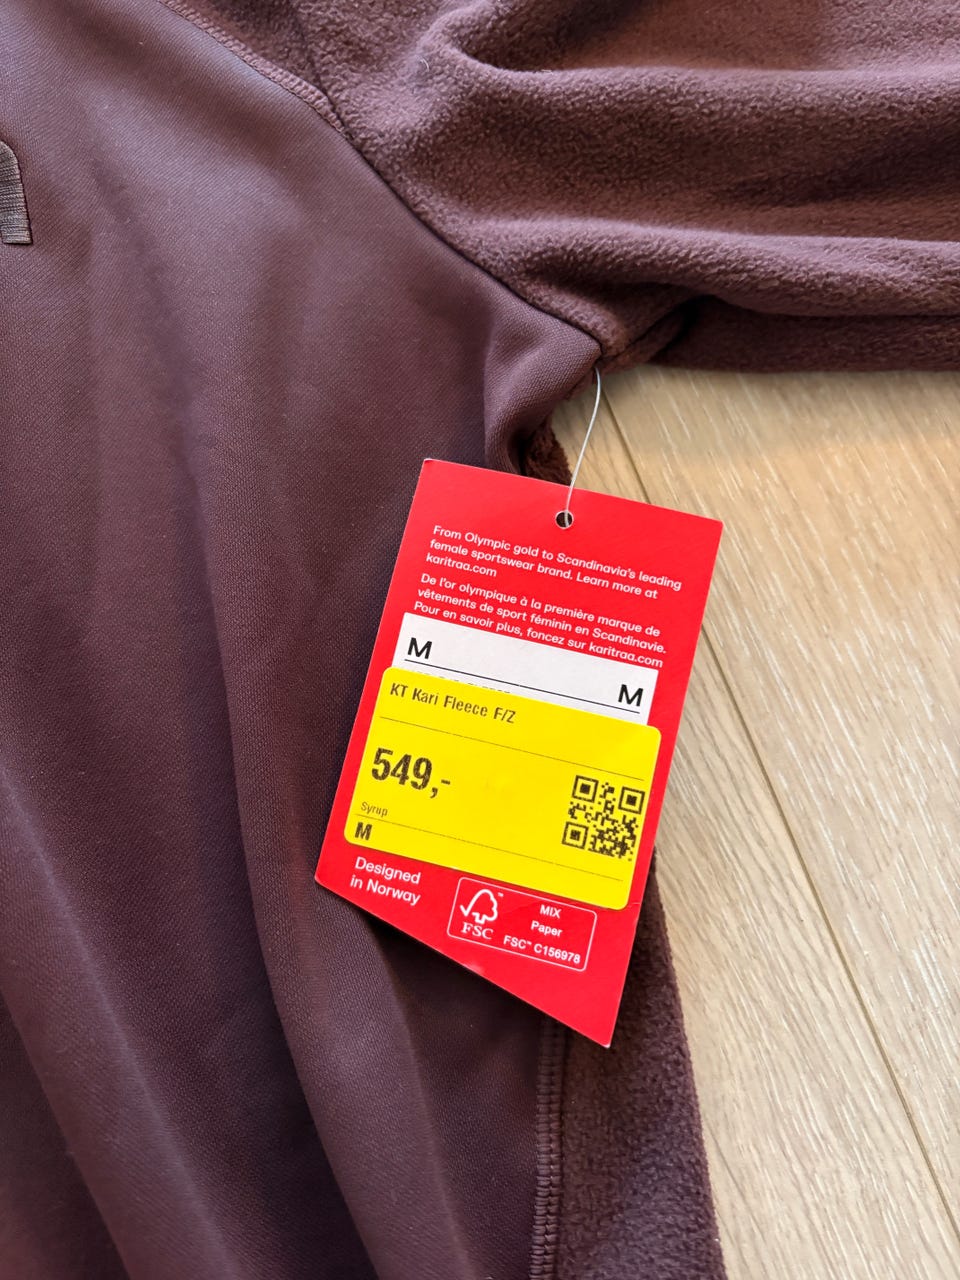 From Olympic gold to Scandinavia's leading
female sportswear brand. Learn more at
karitraa.com
De l'or olympique à la première marque de
vêtements de sport féminin en Scandinavie.
Pour en savoir plus, foncez sur karitraa.com
M
M
KT Kari Fleece F/Z
549,-
Syrup
M
Designed
in Norway
FSC
MIX
Paper
FSC™ C156978